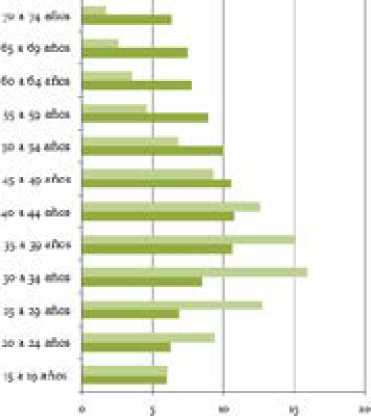 70 a 74 años
65 a 69 años
60 a 64 años
55 a 59 años
50 a 54 años
45 a 49 años
40 a 44 años
35 a 39 años
30 a 34 años
25 a 29 años
20 a 24 años
15 a 19 años
0 5 10 15 20